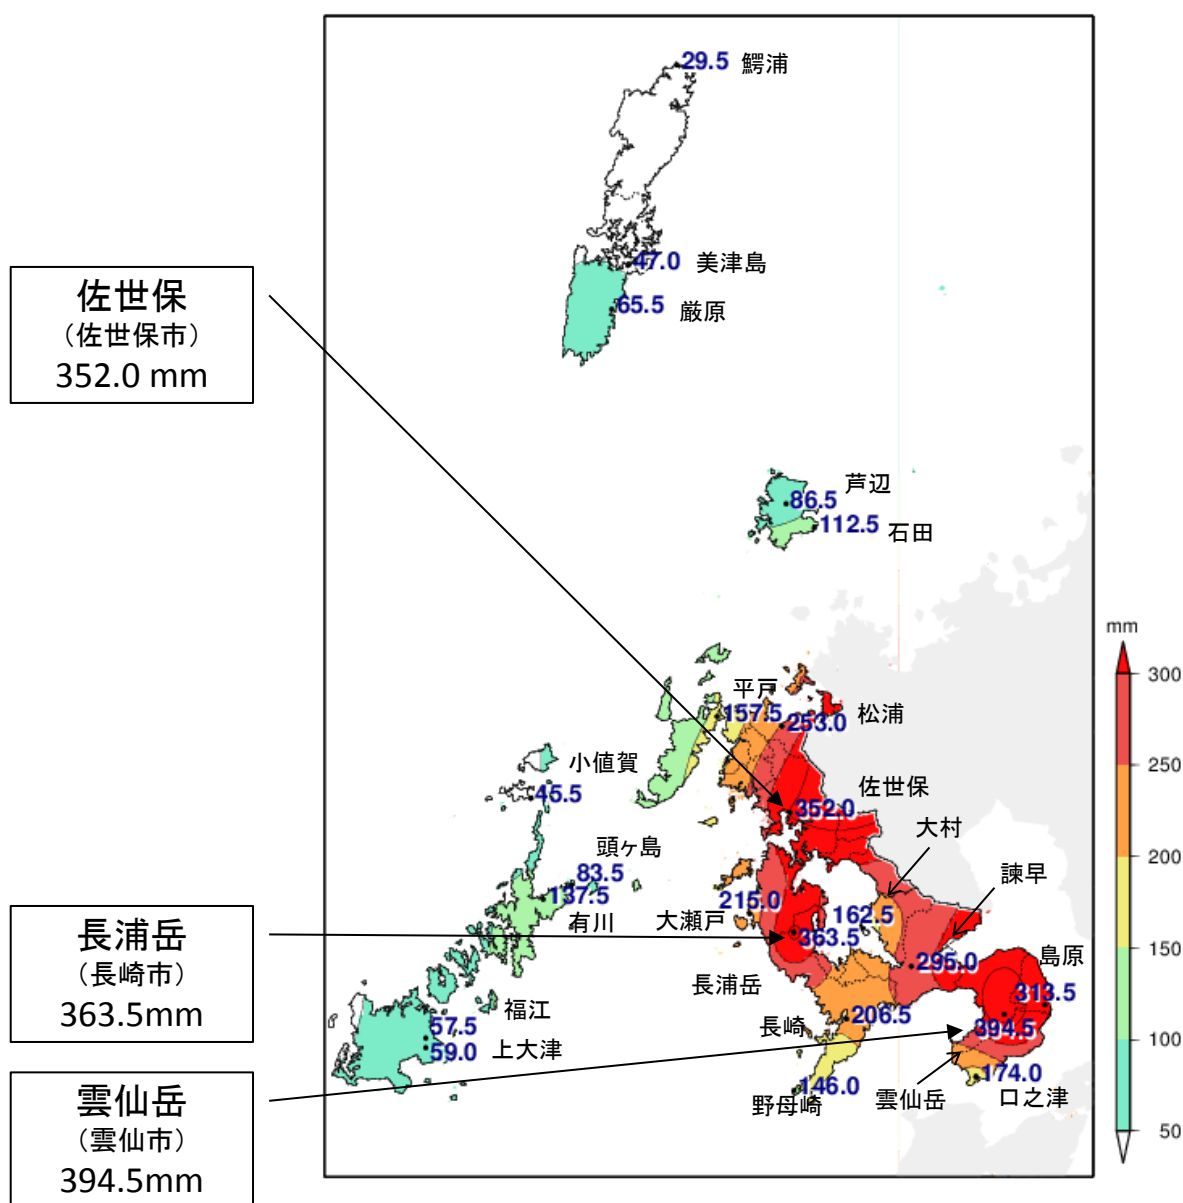 29.5 鰐浦
47.0 美津島
65.5 厳原
佐世保
（佐世保市）
352.0 mm
86.5 芦辺
112.5 石田
mm
300
250
200
150
100
50
平戸
157.5
253.0 松浦
小値賀
45.5
佐世保
352.0
大村
諫早
頭ヶ島
83.5
137.5
有川
215.0
大瀬戸
162.5
363.5
長浦岳
295.0
島原
313.5
394.5
長浦岳
（長崎市）
363.5mm
福江
57.5
59.0 上大津
長崎
206.5
146.0
野母崎
雲仙岳
174.0
口之津
雲仙岳
（雲仙市）
394.5mm